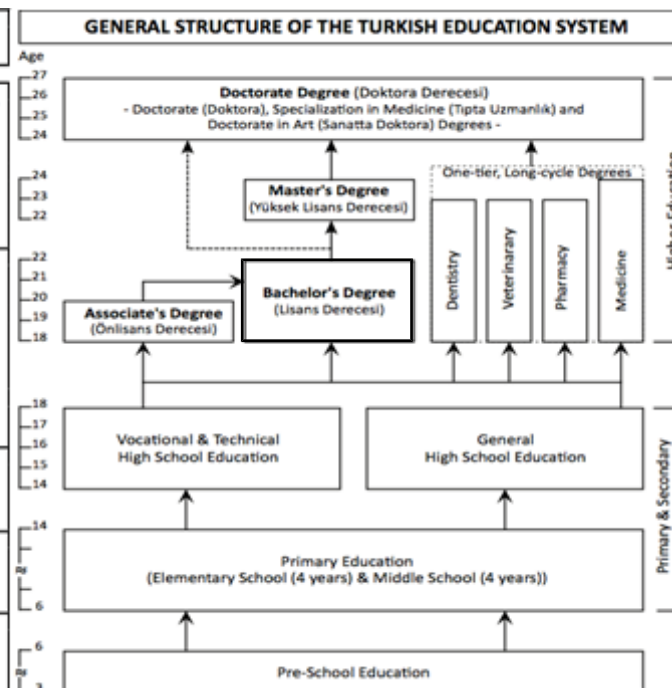 GENERAL STRUCTURE OF THE TURKISH EDUCATION SYSTEM
Age
27
26
25
24
Doctorate Degree (Doktora Derecesi)
- Doctorate (Doktora), Specialization in Medicine (Tıpta Uzmanlık) and
Doctorate in Art (Sanatta Doktora) Degrees -
24
23
22
Master's Degree
(Yüksek Lisans Derecesi)
One-tier, Long-cycle Degrees
Dentistry
Veterinarary
Pharmacy
Medicine
22
21
20
19
18
Associate's Degree
(Önlisans Derecesi)
Bachelor's Degree
(Lisans Derecesi)
18
17
16
15
14
Vocational & Technical
High School Education
General
High School Education
14
6
Primary Education
(Elementary School (4 years) & Middle School (4 years))
6
3
Pre-School Education
Higher Education
Primary & Secondary